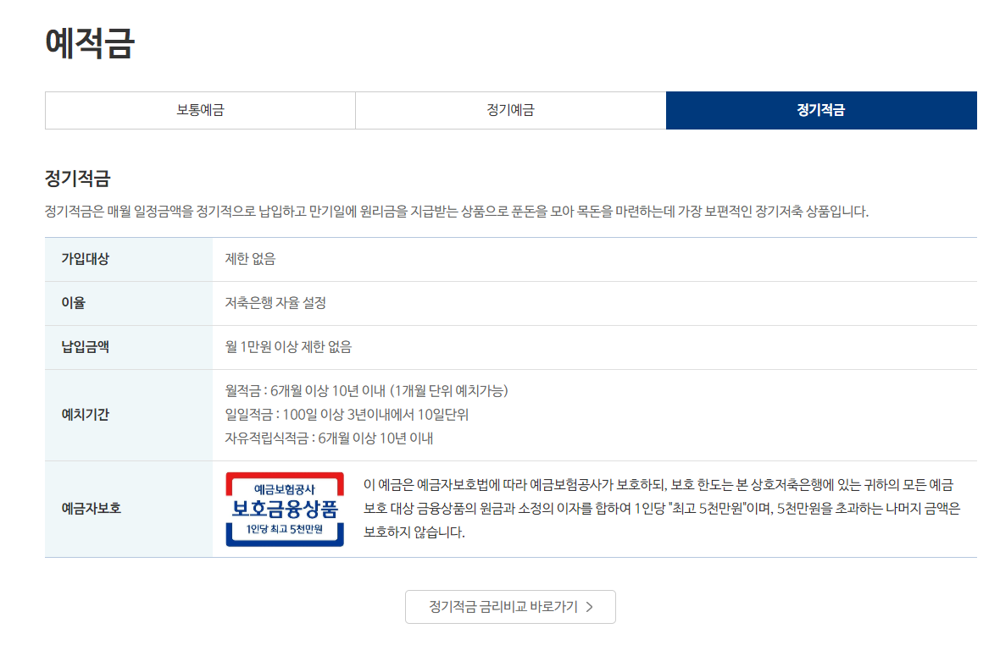 예적금
보통예금
정기예금
정기적금
정기적금
정기적금은 매월 일정금액을 정기적으로 납입하고 만기일에 원리금을 지급받는 상품으로 푼돈을 모아 목돈을 마련하는데 가장 보편적인 장기저축 상품입니다.
가입대상
제한 없음
이율
저축은행 자율 설정
납입금액
월 1만원 이상 제한 없음
예치기간
월적금 : 6개월 이상 10년 이내 (1개월 단위 예치가능)
일일적금 : 100일 이상 3년이내에서 10일단위
자유적립식적금 : 6개월 이상 10년 이내
예금자보호
예금보험공사
보호금융상품
1인당 최고 5천만원
이 예금은 예금자보호법에 따라 예금보험공사가 보호하되, 보호 한도는 본 상호저축은행에 있는 귀하의 모든 예금
보호 대상 금융상품의 원금과 소정의 이자를 합하여 1인당 "최고 5천만원"이며, 5천만원을 초과하는 나머지 금액은
보호하지 않습니다.
정기적금 금리비교 바로가기 >